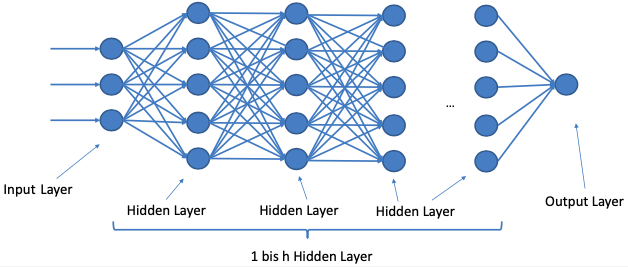 ...
Input Layer
Hidden Layer
Hidden Layer
Hidden Layer
Output Layer
1 bis h Hidden Layer